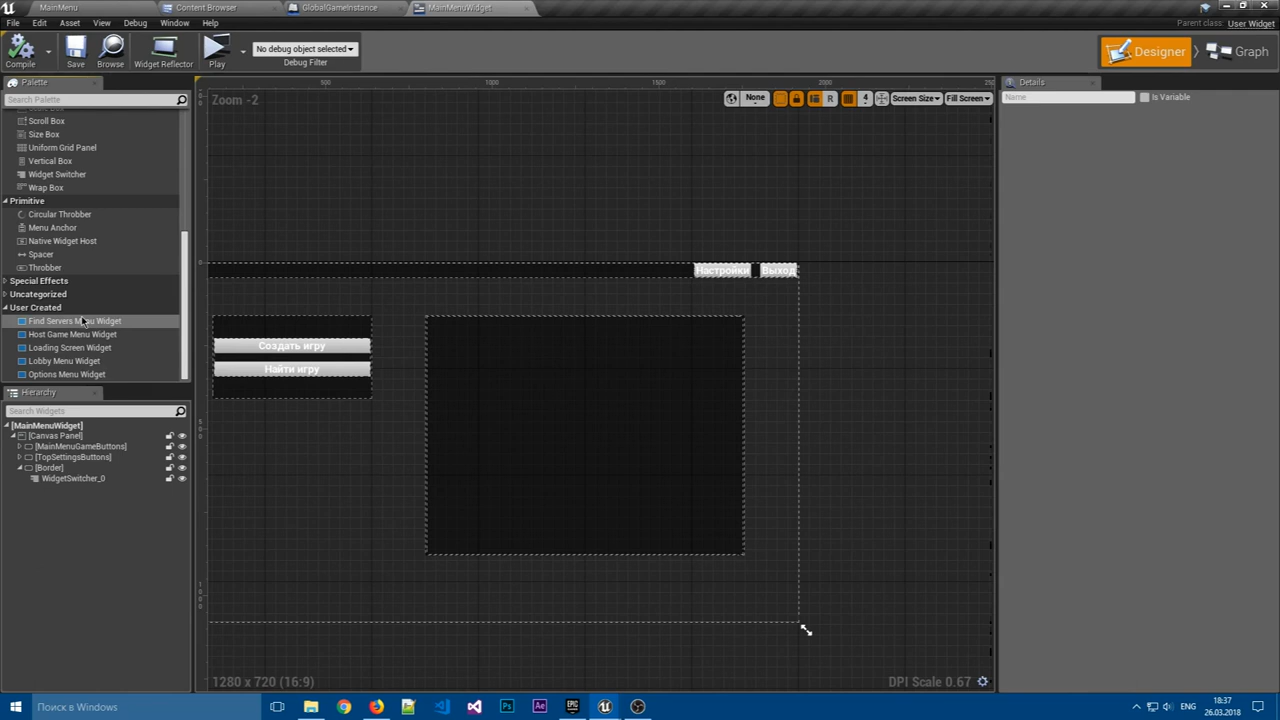 MainMenu
Content Browser
GlobalGameInstance
MainMenuWidget
File
Edit
Asset
View
Debug
Window
Help
Parent class: User Widget
Compile
Save
Browse
Widget Reflector
Play
No debug object selected
Debug Filter
Designer
Graph
Palette
Search Palette
Scroll Box
Size Box
Uniform Grid Panel
Vertical Box
Widget Switcher
Wrap Box
Primitive
Circular Throbber
Menu Anchor
Native Widget Host
Spacer
Throbber
Special Effects
Uncategorized
User Created
Find Servers Menu Widget
Host Game Menu Widget
Loading Screen Widget
Lobby Menu Widget
Options Menu Widget
Hierarchy
Search Widgets
[MainMenuWidget]
[Canvas Panel]
[MainMenuGameButtons]
[TopSettingsButtons]
[Border]
WidgetSwitcher_0
500
1000
1500
2000
Zoom -2
None
R
4
Screen Size
Fill Screen
Настройки
Выход
Создать игру
Найти игру
1280 x 720 (16:9)
DPI Scale 0.67
Details
Name
Is Variable
Поиск в Windows
18:37
26.03.2018